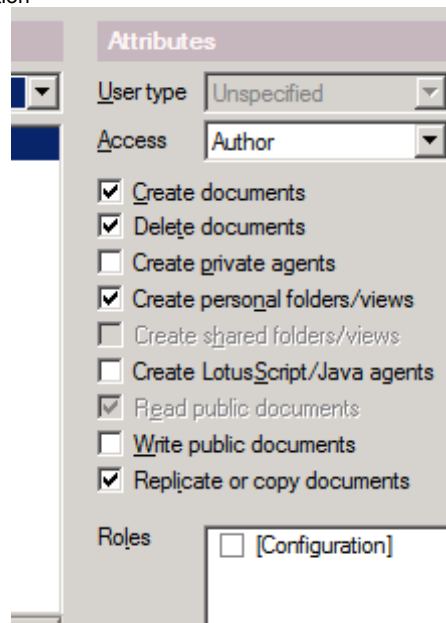 Attributes
User type Unspecified
Access Author
Create documents
Delete documents
Create private agents
Create personal folders/views
Create shared folders/views
Create LotusScript/Java agents
Read public documents
Write public documents
Replicate or copy documents
Roles [Configuration]